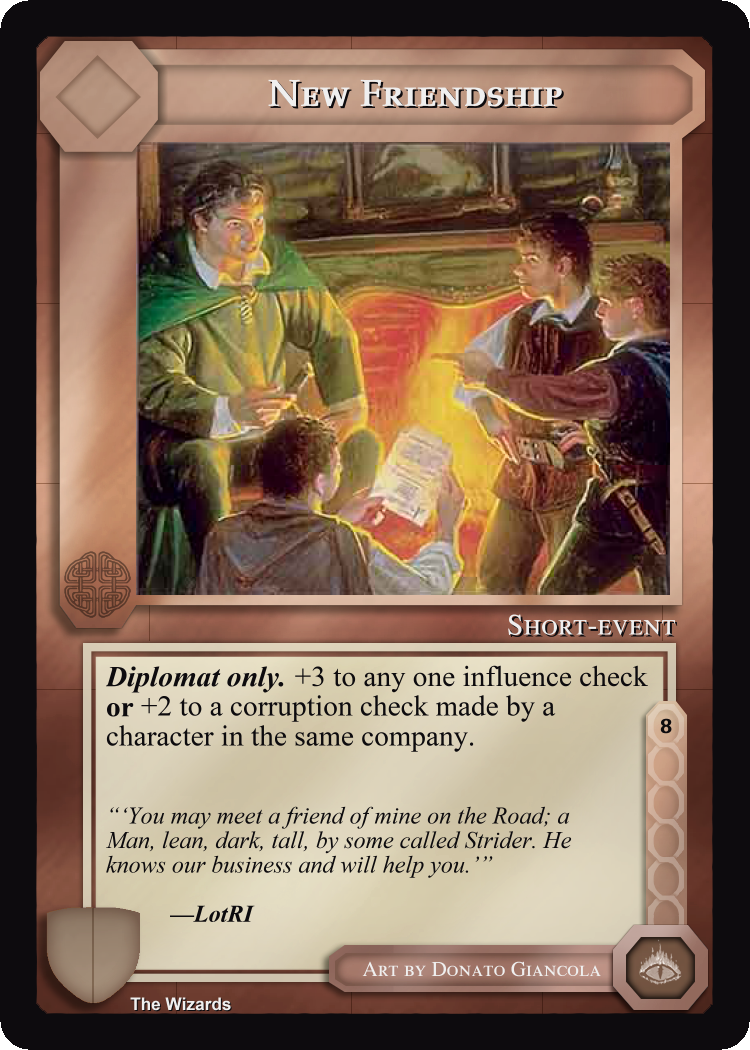 New Friendship
Short-event
Diplomat only. +3 to any one influence check
or +2 to a corruption check made by a
character in the same company.
8
“‘You may meet a friend of mine on the Road; a
Man, lean, dark, tall, by some called Strider. He
knows our business and will help you.’”
—LotRI
Art by Donato Giancola
The Wizards